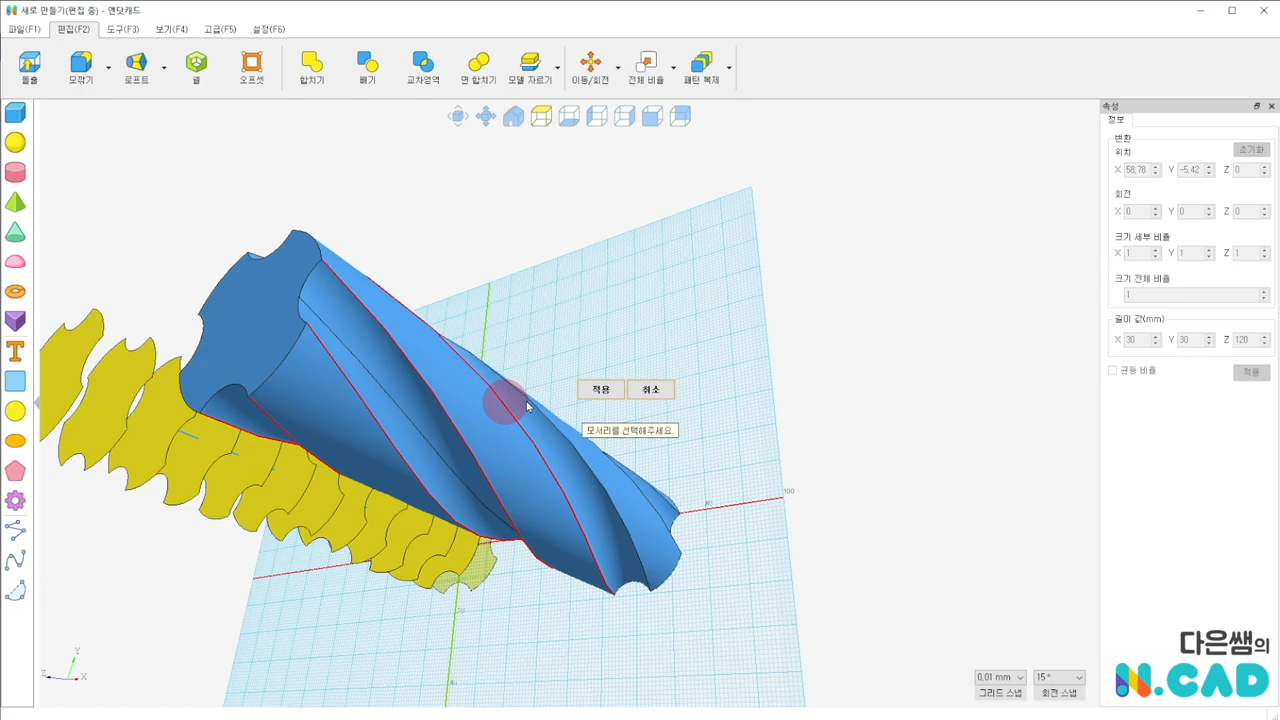 새로 만들기(편집 중) - 엔닷캐드
파일(F1) 편집(F2) 도구(F3) 보기(F4) 고급(F5) 설정(F6)
돌출 모깎기 로프트 쉘 오프셋 합치기 빼기 교차영역 면 합치기 모델 자르기 이동/회전 전체 비율 패턴 복제
속성
정보
변환
위치 초기화
X 58,78 Y -5,42 Z 0
회전
X 0 Y 0 Z 0
크기 세부 비율
X 1 Y 1 Z 1
크기 전체 비율
1
길이 값(mm)
X 30 Y 30 Z 120
균등 비율 적용
적용 취소
모서리를 선택해주세요.
80
100
20
Y
Z
X
0,01 mm 15°
그리드 스냅 회전 스냅
다은쌤의
N.CAD